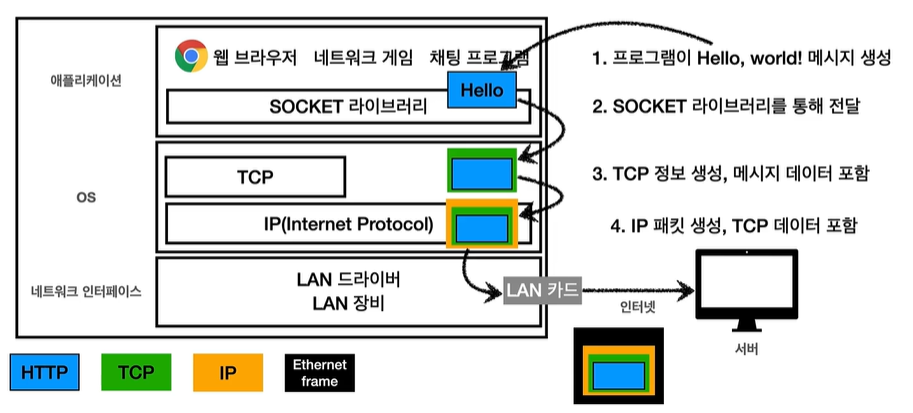 애플리케이션
웹 브라우저 네트워크 게임 채팅 프로그램
Hello
SOCKET 라이브러리
1. 프로그램이 Hello, world! 메시지 생성
2. SOCKET 라이브러리를 통해 전달
OS
TCP
IP(Internet Protocol)
3. TCP 정보 생성, 메시지 데이터 포함
4. IP 패킷 생성, TCP 데이터 포함
네트워크 인터페이스
LAN 드라이버
LAN 장비
LAN 카드
인터넷
서버
HTTP
TCP
IP
Ethernet
frame